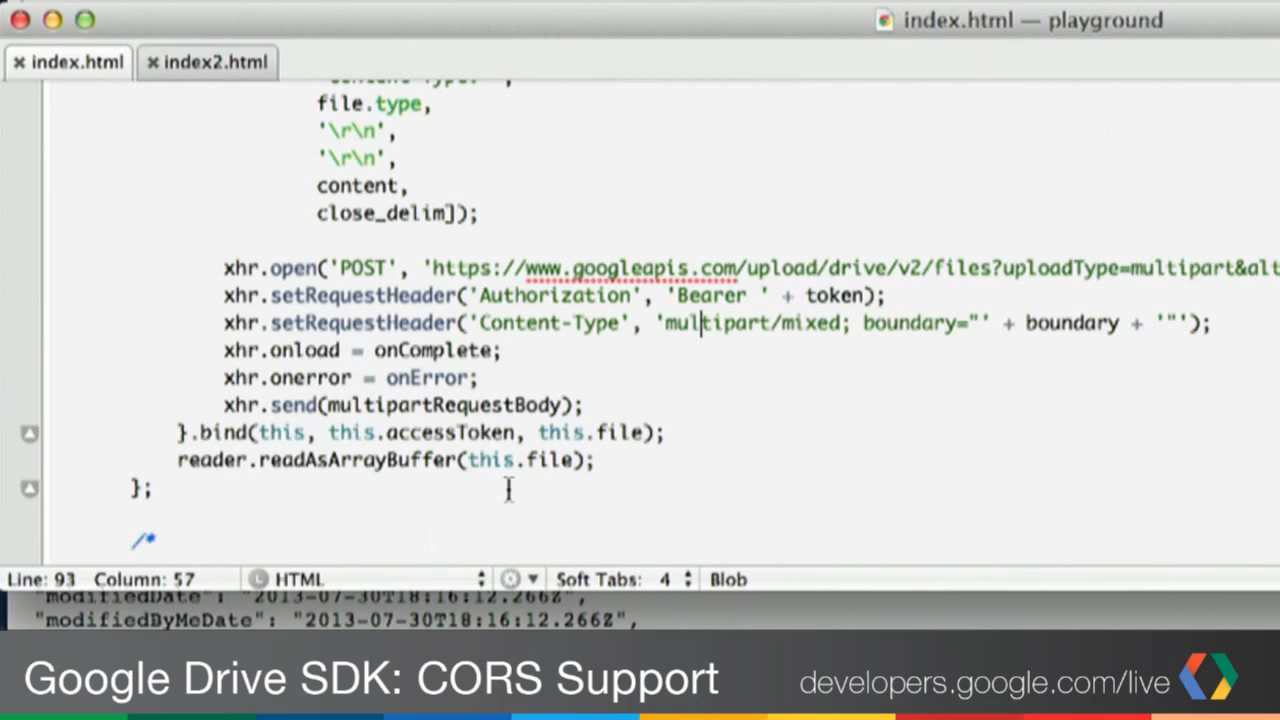 index.html — playground
index.html
index2.html
file.type,
'\r\n',
'\r\n',
content,
close_delim]);
xhr.open('POST', 'https://www.googleapis.com/upload/drive/v2/files?uploadType=multipart&alt
xhr.setRequestHeader('Authorization', 'Bearer ' + token);
xhr.setRequestHeader('Content-Type', 'multipart/mixed; boundary="' + boundary + '"');
xhr.onload = onComplete;
xhr.onerror = onError;
xhr.send(multipartRequestBody);
}.bind(this, this.accessToken, this.file);
reader.readAsArrayBuffer(this.file);
};
/*
Line: 93 Column: 57 HTML Soft Tabs: 4 Blob
"modifiedDate": "2013-07-30T18:16:12.266Z",
"modifiedByMeDate": "2013-07-30T18:16:12.266Z",
Google Drive SDK: CORS Support
developers.google.com/live